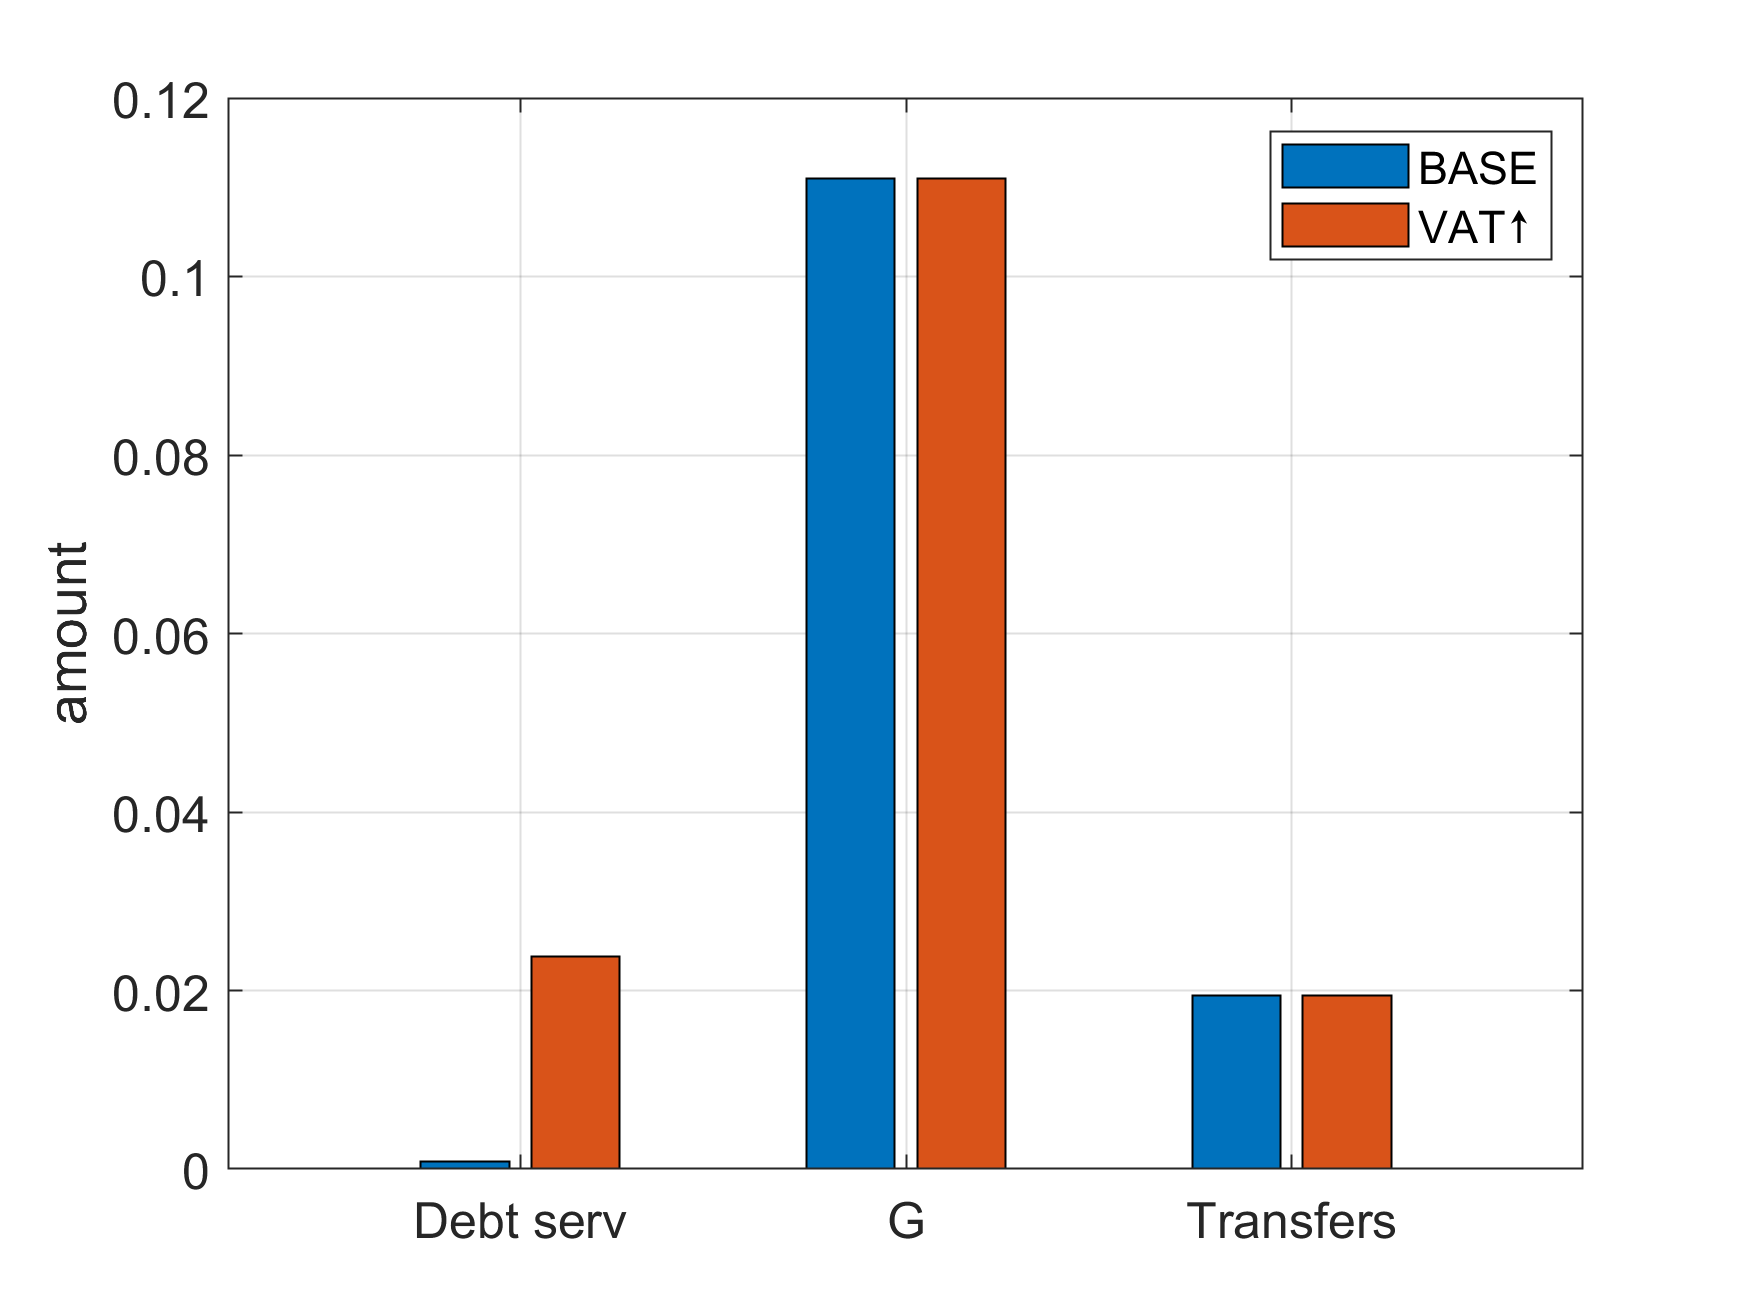 0.12
0.1
0.08
0.06
0.04
0.02
0
amount
BASE
VAT↑
Debt serv
G
Transfers